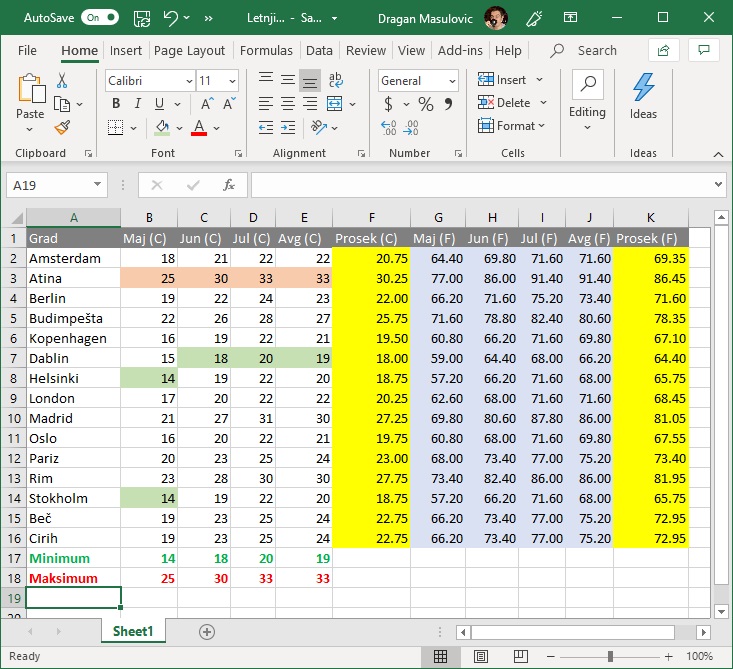 AutoSave On » Letnji... - Sa... Dragan Masulovic
File Home Insert Page Layout Formulas Data Review View Add-ins Help Search
Calibri 11 General Insert
Paste B I U A A $ % Delete Editing Ideas
A .00 .00 Format
Clipboard Font Alignment Number Cells Ideas
A19 fx
A B C D E F G H I J K
1 Grad Maj (C) Jun (C) Jul (C) Avg (C) Prosek (C) Maj (F) Jun (F) Jul (F) Avg (F) Prosek (F)
2 Amsterdam 18 21 22 22 20.75 64.40 69.80 71.60 71.60 69.35
3 Atina 25 30 33 33 30.25 77.00 86.00 91.40 91.40 86.45
4 Berlin 19 22 24 23 22.00 66.20 71.60 75.20 73.40 71.60
5 Budimpešta 22 26 28 27 25.75 71.60 78.80 82.40 80.60 78.35
6 Kopenhagen 16 19 22 21 19.50 60.80 66.20 71.60 69.80 67.10
7 Dablin 15 18 20 19 18.00 59.00 64.40 68.00 66.20 64.40
8 Helsinki 14 19 22 20 18.75 57.20 66.20 71.60 68.00 65.75
9 London 17 20 22 22 20.25 62.60 68.00 71.60 71.60 68.45
10 Madrid 21 27 31 30 27.25 69.80 80.60 87.80 86.00 81.05
11 Oslo 16 20 22 21 19.75 60.80 68.00 71.60 69.80 67.55
12 Pariz 20 23 25 24 23.00 68.00 73.40 77.00 75.20 73.40
13 Rim 23 28 30 30 27.75 73.40 82.40 86.00 86.00 81.95
14 Stokholm 14 19 22 20 18.75 57.20 66.20 71.60 68.00 65.75
15 Beč 19 23 25 24 22.75 66.20 73.40 77.00 75.20 72.95
16 Cirih 19 23 25 24 22.75 66.20 73.40 77.00 75.20 72.95
17 Minimum 14 18 20 19
18 Maksimum 25 30 33 33
19
20
Sheet1
Ready 100%